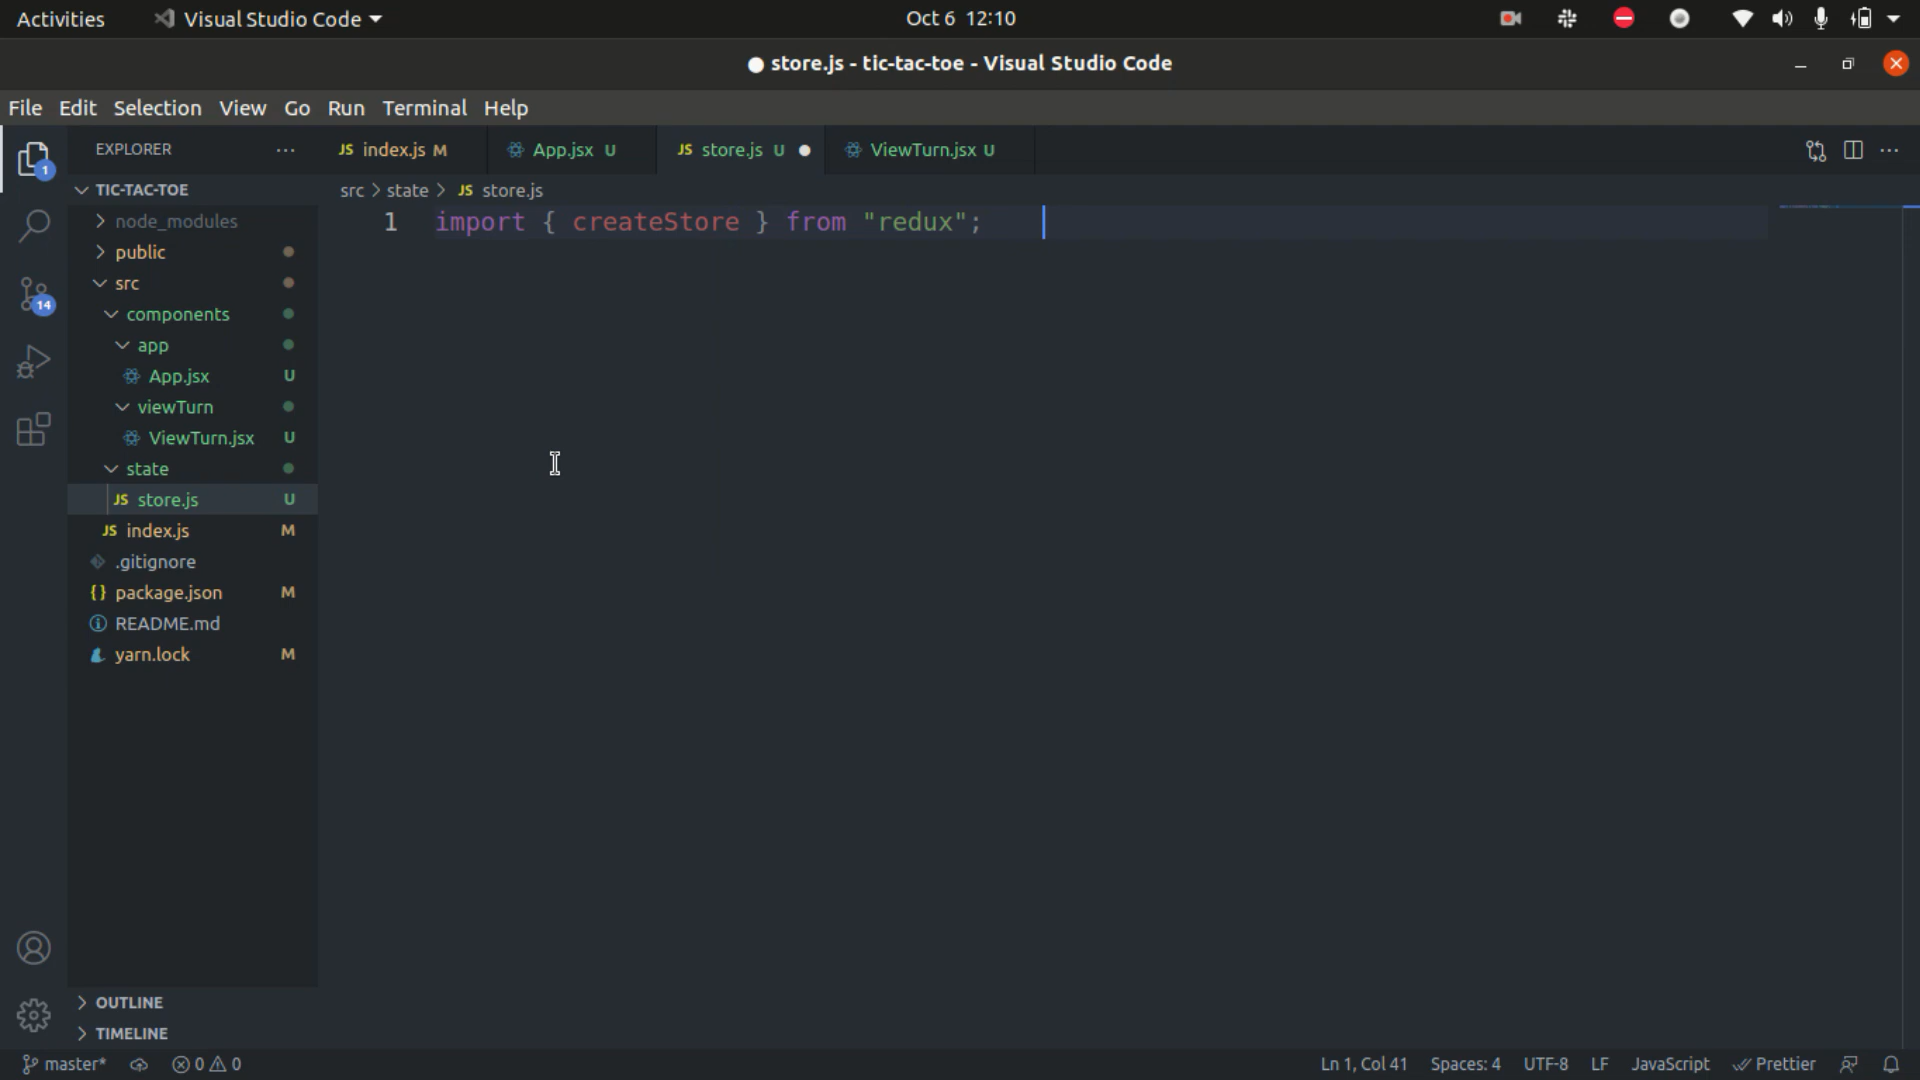 Activities Visual Studio Code Oct 6 12:10
store.js - tic-tac-toe - Visual Studio Code
File Edit Selection View Go Run Terminal Help
1 EXPLORER ... JS index.js M App.jsx U JS store.js U ViewTurn.jsx U ...
TIC-TAC-TOE src > state > JS store.js
node_modules 1 import { createStore } from "redux";
public
src
14 components
app
App.jsx U
viewTurn
ViewTurn.jsx U
state
JS store.js U
JS index.js M
.gitignore
{} package.json M
README.md
yarn.lock M
OUTLINE
TIMELINE
master* 0 0 Ln 1, Col 41 Spaces: 4 UTF-8 LF JavaScript Prettier